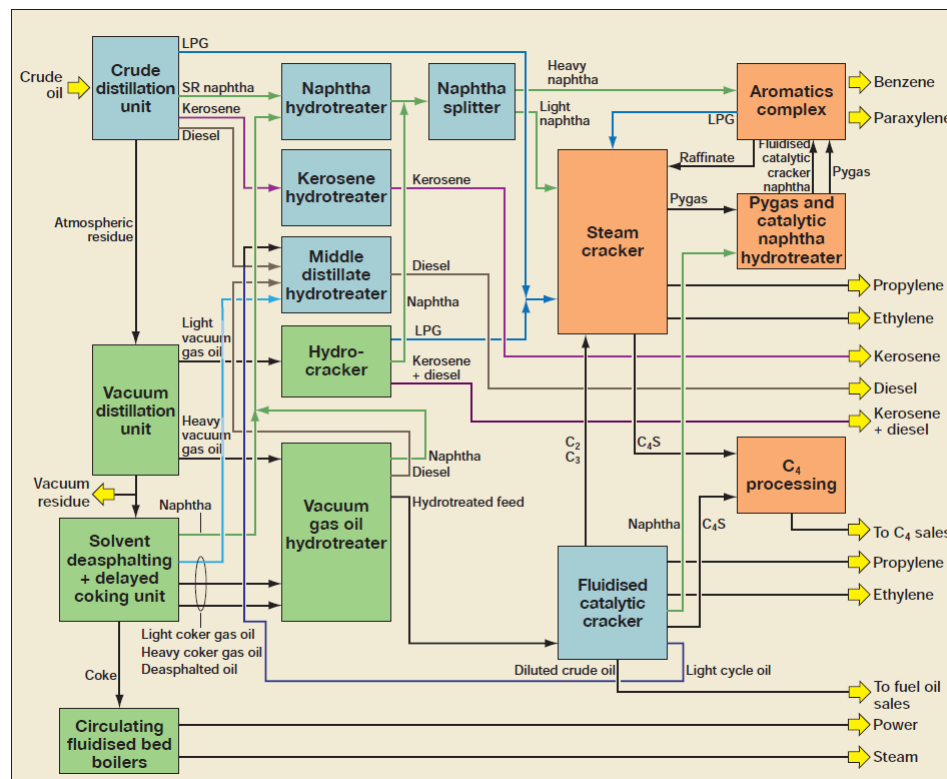 LPG
Crude
oil
Crude
distillation
unit
SR naphtha
Kerosene
Diesel
Naphtha
hydrotreater
Naphtha
splitter
Heavy
naphtha
Light
naphtha
Aromatics
complex
Benzene
Paraxylene
LPG
Raffinate
Fluidised
catalytic
cracker
naphtha
Pygas
Kerosene
hydrotreater
Kerosene
Steam
cracker
Pygas
Pygas and
catalytic
naphtha
hydrotreater
Atmospheric
residue
Middle
distillate
hydrotreater
Diesel
Naphtha
Propylene
Ethylene
Light
vacuum
gas oil
Hydro-
cracker
LPG
Kerosene
+ diesel
Kerosene
Diesel
Kerosene
+ diesel
Vacuum
distillation
unit
Heavy
vacuum
gas oil
Naphtha
Diesel
C2
C3
C4S
C4
processing
Vacuum
residue
Naphtha
Vacuum
gas oil
hydrotreater
Hydrotreated feed
Naphtha
C4S
To C4 sales
Solvent
deasphalting
+ delayed
coking unit
Fluidised
catalytic
cracker
Propylene
Ethylene
Light coker gas oil
Heavy coker gas oil
Deasphalted oil
Coke
Diluted crude oil
Light cycle oil
To fuel oil
sales
Circulating
fluidised bed
boilers
Power
Steam